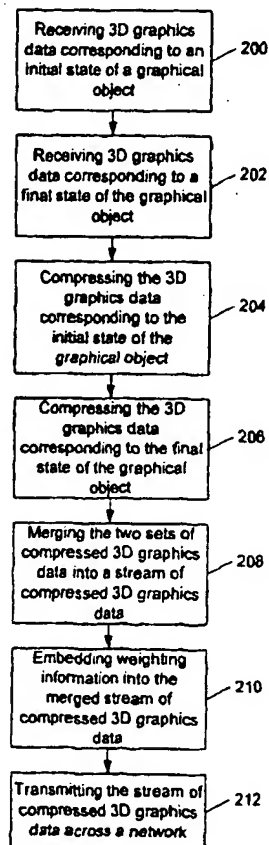 Receiving 3D graphics
data corresponding to an
initial state of a graphical
object
200
Receiving 3D graphics
data corresponding to a
final state of the graphical
object
202
Compressing the 3D
graphics data
corresponding to the
initial state of the
graphical object
204
Compressing the 3D
graphics data
corresponding to the final
state of the graphical
object
206
Merging the two sets of
compressed 3D graphics
data into a stream of
compressed 3D graphics
data
208
Embedding weighting
information into the
merged stream of
compressed 3D graphics
data
210
Transmitting the stream of
compressed 3D graphics
data across a network
212